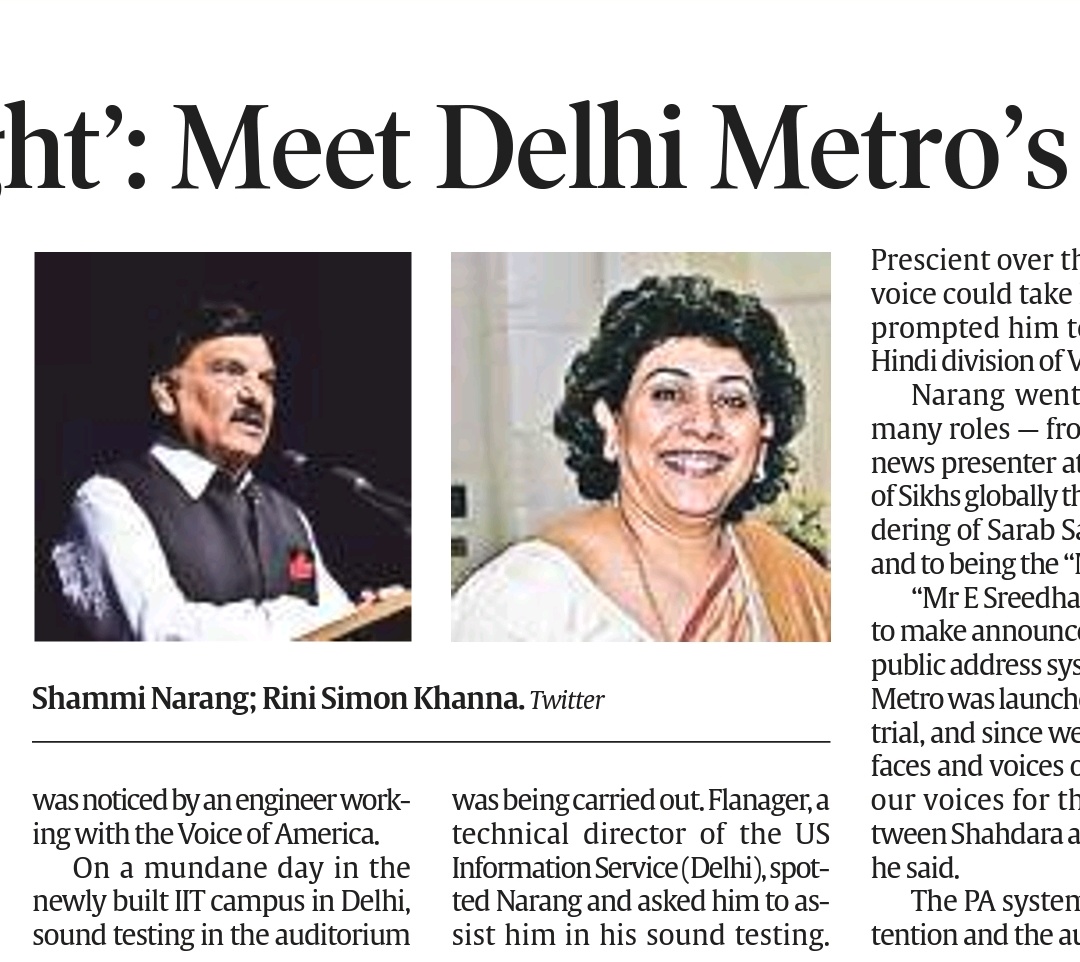 ght’: Meet Delhi Metro’s
Shammi Narang; Rini Simon Khanna. Twitter
was noticed by an engineer work-
ing with the Voice of America.
On a mundane day in the
newly built IIT campus in Delhi,
sound testing in the auditorium
was being carried out. Flanager, a
technical director of the US
Information Service (Delhi), spot-
ted Narang and asked him to as-
sist him in his sound testing.
Prescient over
voice could take
prompted him
Hindi division of
Narang went
many roles — fro
news presenter at
of Sikhs globally
dering of Sarab
and to being the
“Mr E Sreedha
to make announce
public address sys
Metro was launche
trial, and since we
faces and voices
our voices for
tween Shahdara a
he said.
The PA system
tention and the au